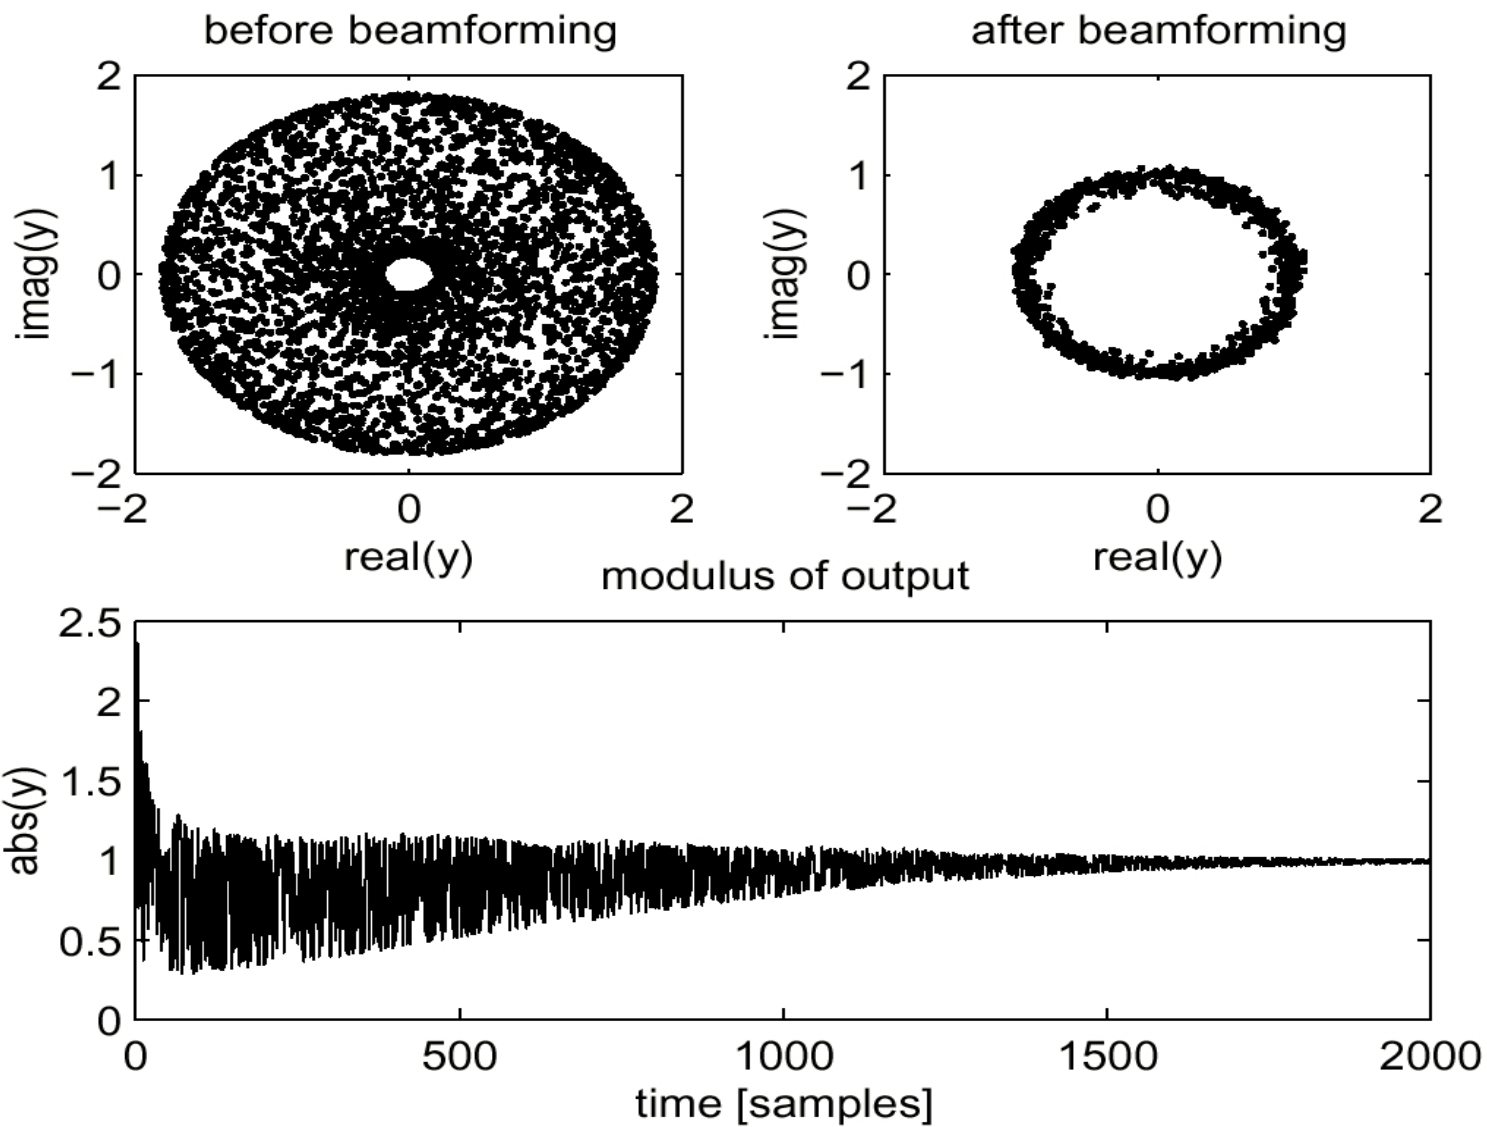 before beamforming
after beamforming
2
1
0
−1
−2
imag(y)
−2 0 2
real(y)
2
1
0
−1
−2
imag(y)
−2 0 2
real(y)
modulus of output
2.5
2
1.5
1
0.5
0
abs(y)
0 500 1000 1500 2000
time [samples]